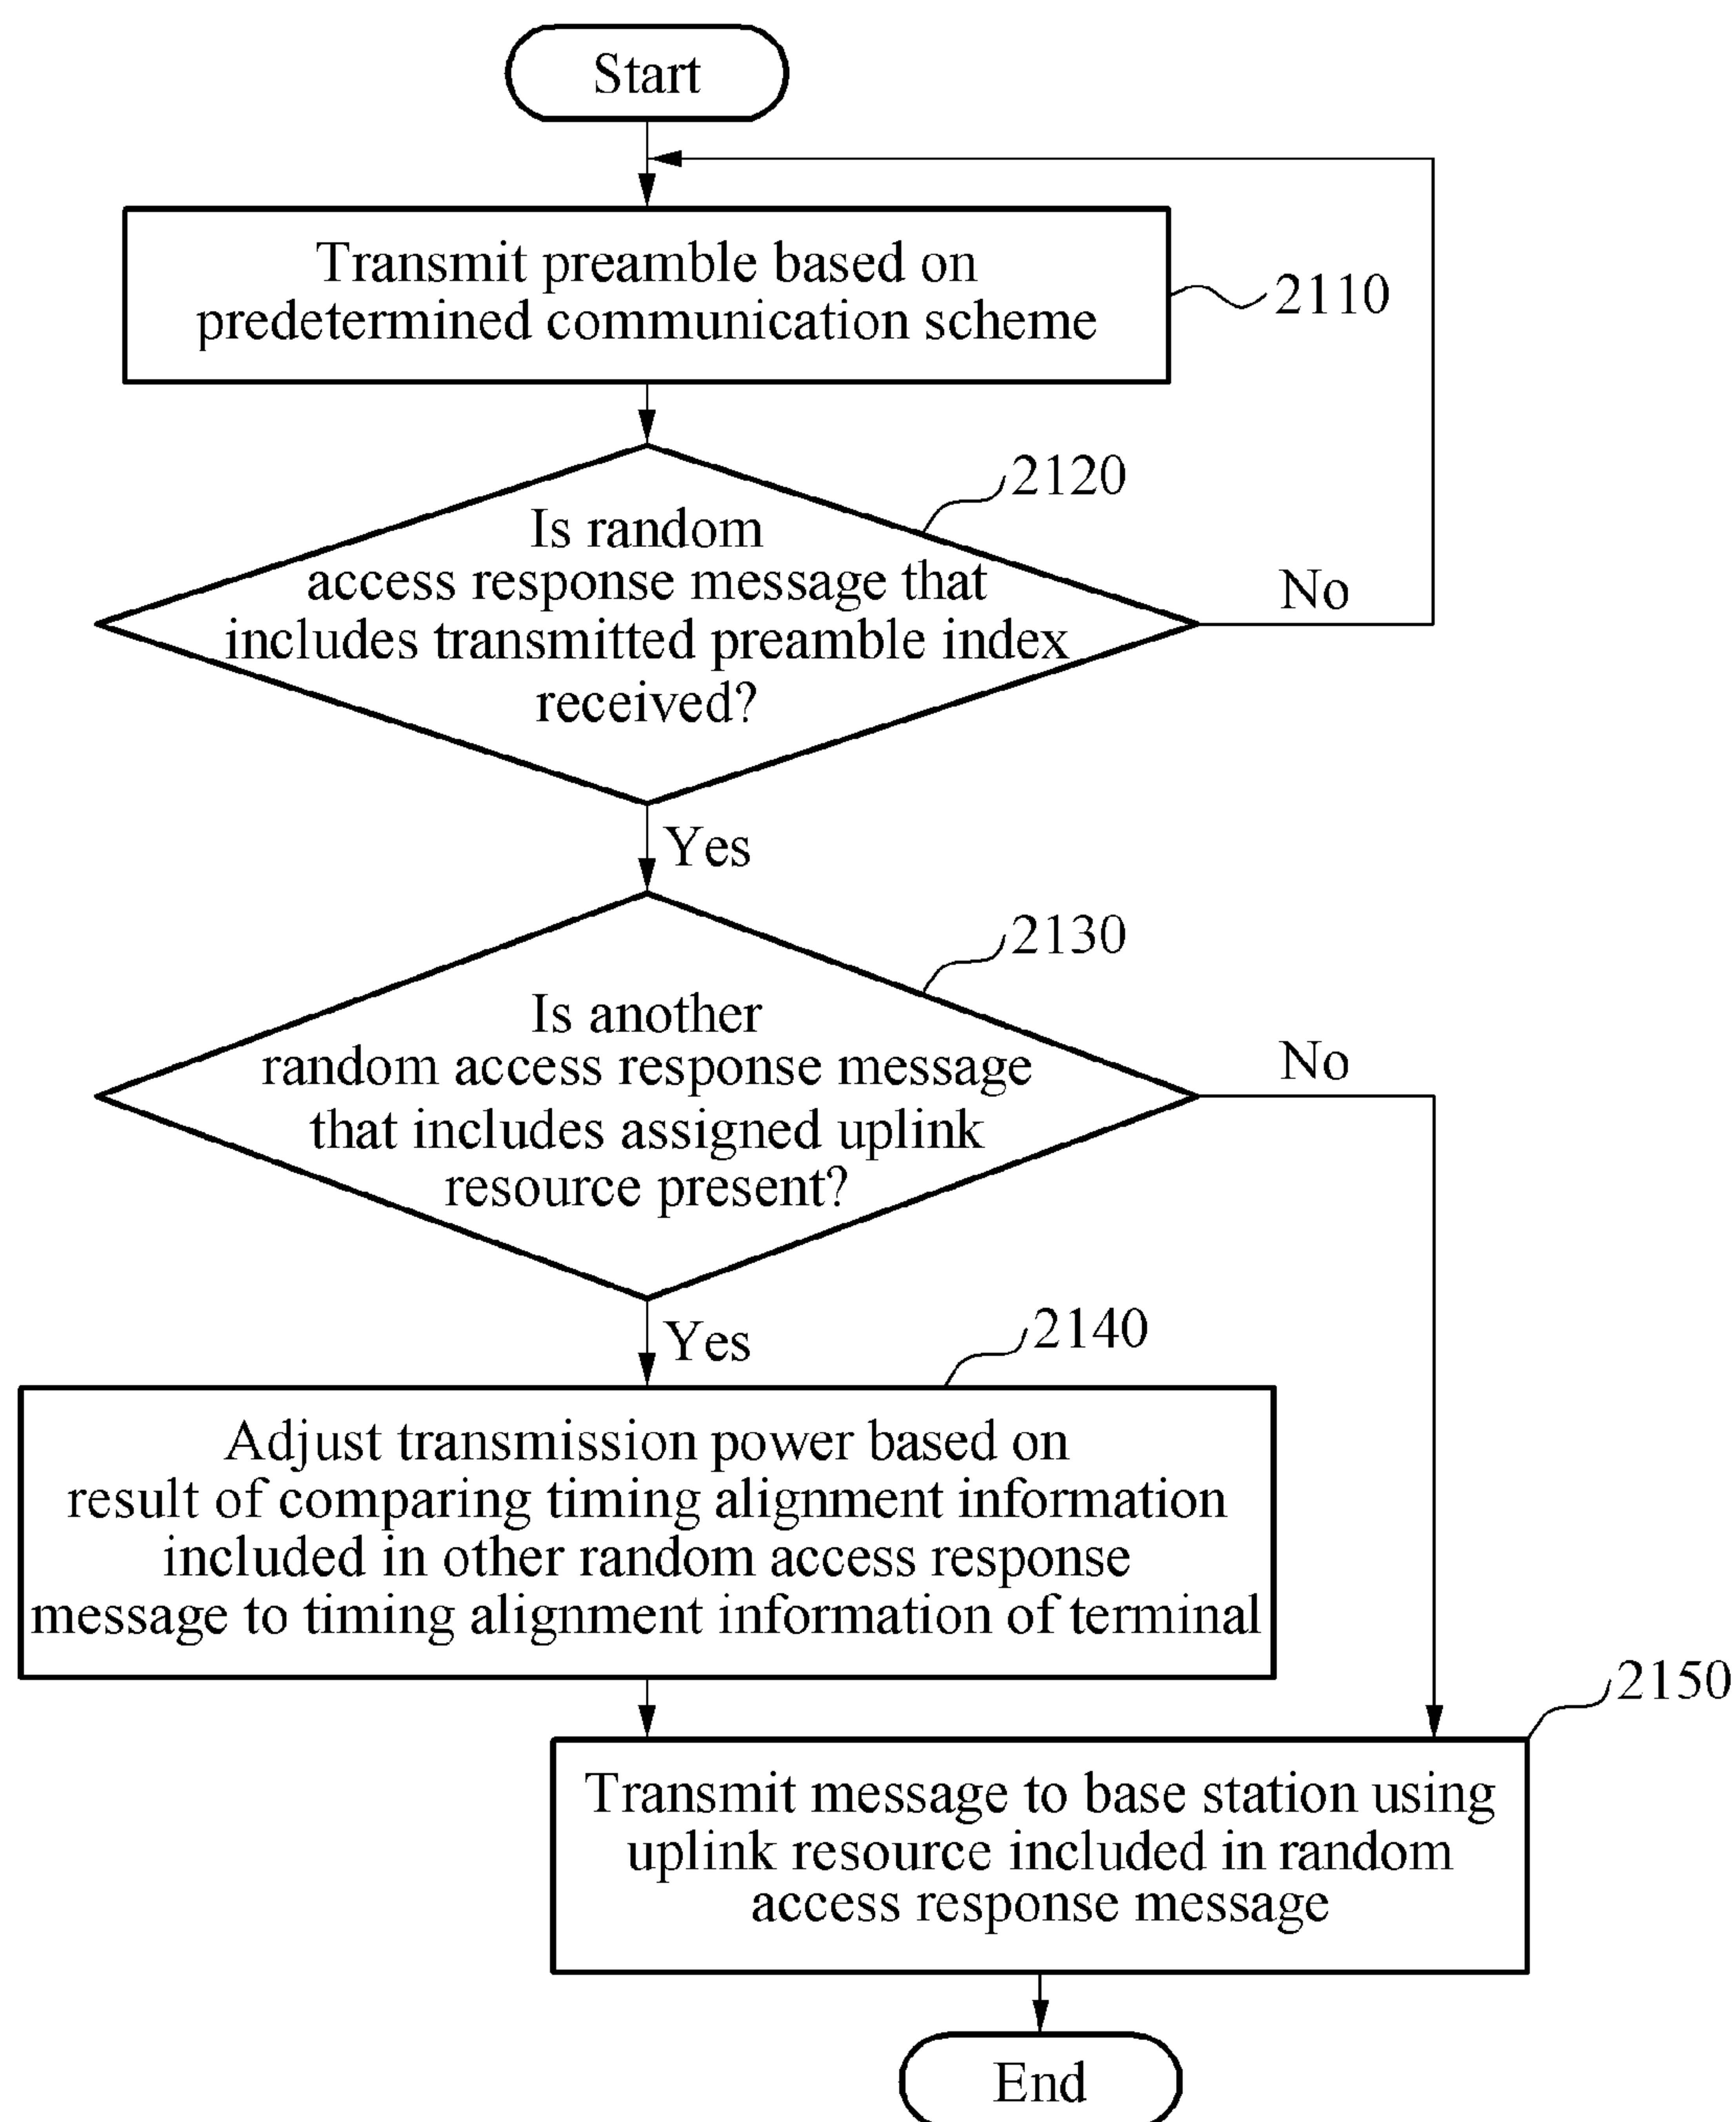 Start
Transmit preamble based on
predetermined communication scheme
2110
2120
Is random
access response message that
includes transmitted preamble index
received?
No
Yes
2130
Is another
random access response message
that includes assigned uplink
resource present?
No
Yes
2140
Adjust transmission power based on
result of comparing timing alignment information
included in other random access response
message to timing alignment information of terminal
2150
Transmit message to base station using
uplink resource included in random
access response message
End